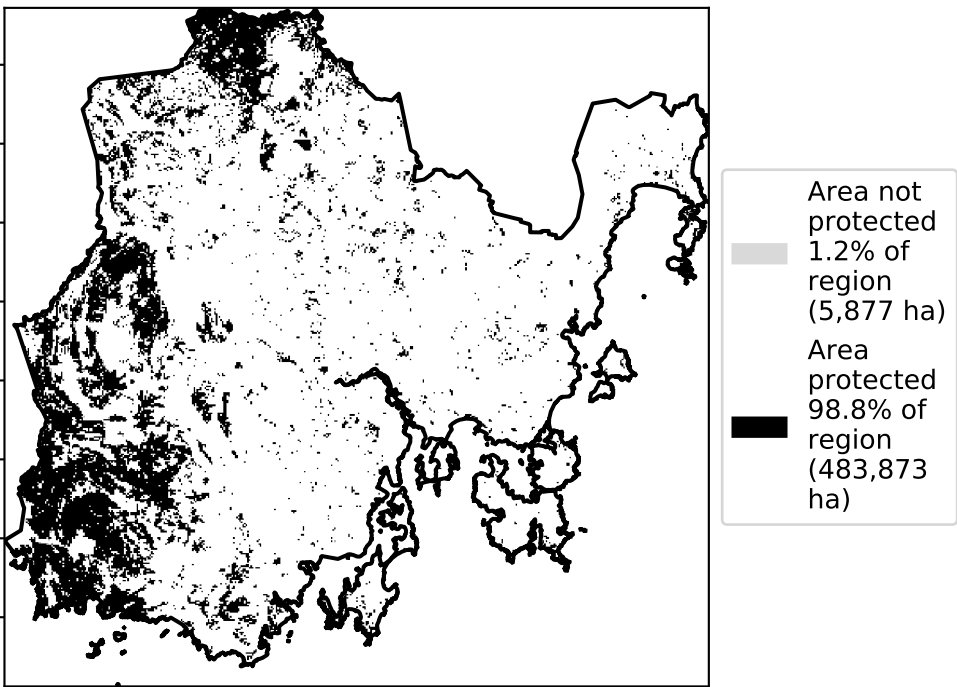 Area not
protected
1.2% of
region
(5,877 ha)
Area
protected
98.8% of
region
(483,873
ha)